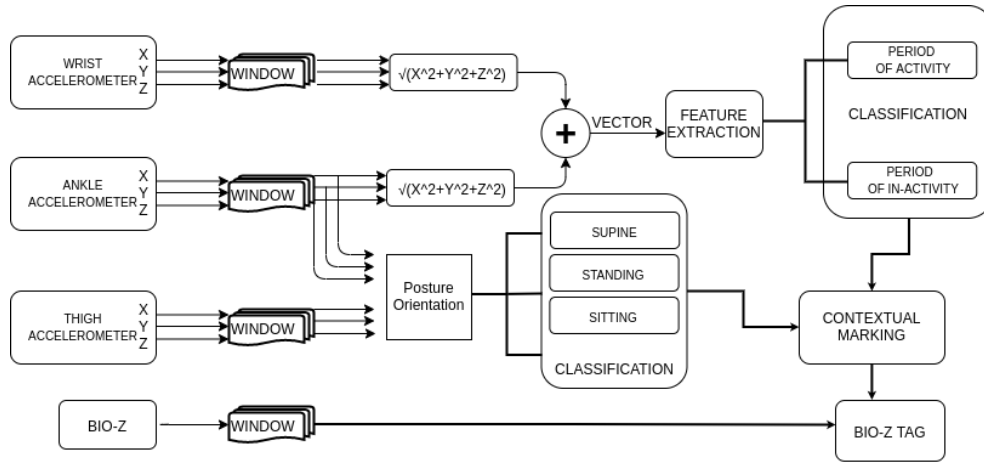 WRIST
ACCELEROMETER
X
Y
Z
WINDOW
√(X^2+Y^2+Z^2)
+
VECTOR
FEATURE
EXTRACTION
PERIOD
OF ACTIVITY
CLASSIFICATION
PERIOD
OF IN-ACTIVITY
ANKLE
ACCELEROMETER
X
Y
Z
WINDOW
√(X^2+Y^2+Z^2)
Posture
Orientation
SUPINE
STANDING
SITTING
CLASSIFICATION
CONTEXTUAL
MARKING
THIGH
ACCELEROMETER
X
Y
Z
WINDOW
BIO-Z
WINDOW
BIO-Z TAG